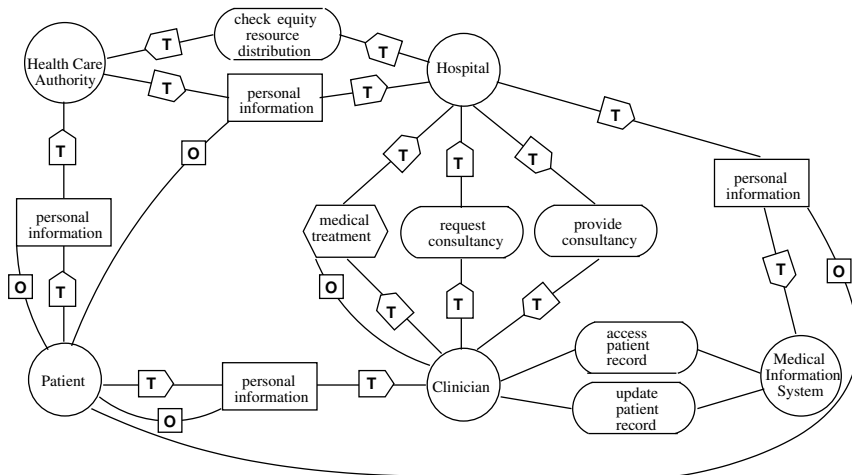 check equity
resource
distribution
T
T
Health Care
Authority
Hospital
T
personal
information
T
T
T
O
T
T
T
personal
information
personal
information
medical
treatment
request
consultancy
provide
consultancy
O
T
O
T
O
T
T
T
access
patient
record
Patient
T
personal
information
T
Clinician
Medical
Information
System
update
patient
record
O